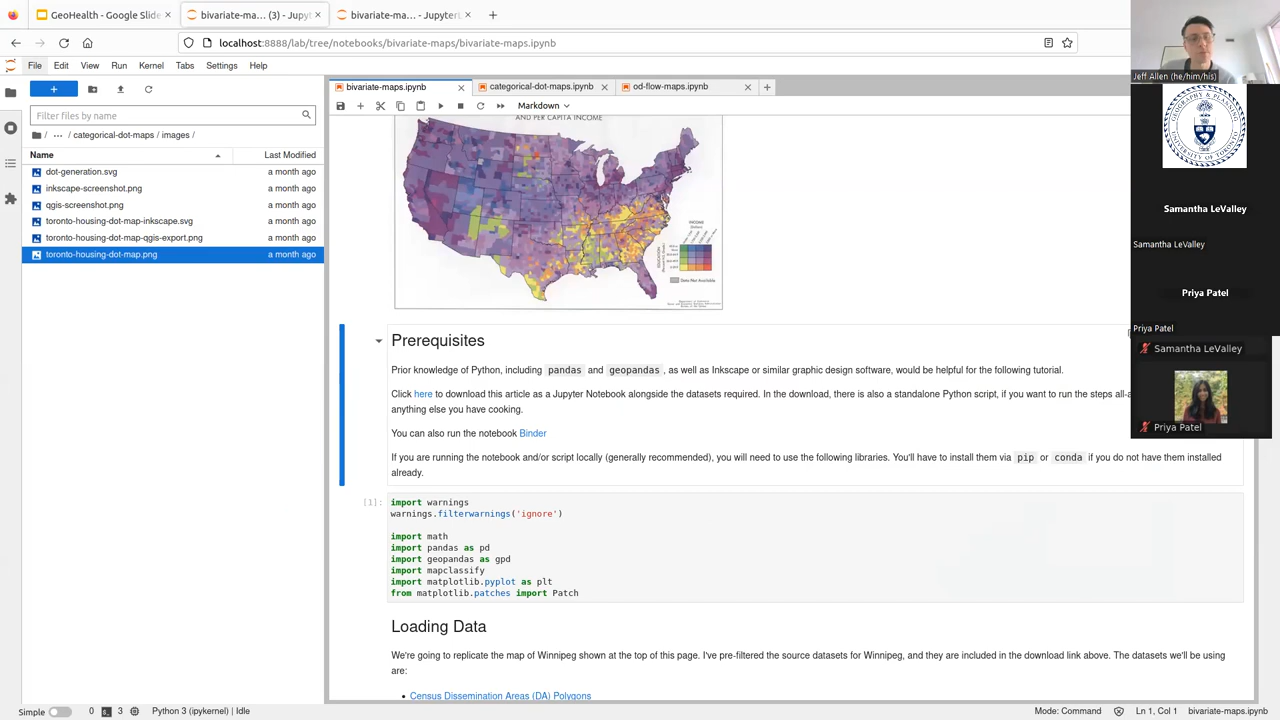 GeoHealth - Google Slide
bivariate-ma… (3) - Jupyt
bivariate-ma… - JupyterL
localhost:8888/lab/tree/notebooks/bivariate-maps/bivariate-maps.ipynb
File Edit View Run Kernel Tabs Settings Help
Filter files by name
/ … / categorical-dot-maps / images /
Name Last Modified
dot-generation.svg a month ago
inkscape-screenshot.png a month ago
qgis-screenshot.png a month ago
toronto-housing-dot-map-inkscape.svg a month ago
toronto-housing-dot-map-qgis-export.png a month ago
toronto-housing-dot-map.png a month ago
bivariate-maps.ipynb
categorical-dot-maps.ipynb
od-flow-maps.ipynb
Markdown
AND PER CAPITA INCOME
INCOME
Data Not Available
Prerequisites
Prior knowledge of Python, including pandas and geopandas , as well as Inkscape or similar graphic design software, would be helpful for the following tutorial.
Click here to download this article as a Jupyter Notebook alongside the datasets required. In the download, there is also a standalone Python script, if you want to run the steps all-a
anything else you have cooking.
You can also run the notebook Binder
If you are running the notebook and/or script locally (generally recommended), you will need to use the following libraries. You'll have to install them via pip or conda if you do not have them installed
already.
[1]:
import warnings
warnings.filterwarnings('ignore')
import math
import pandas as pd
import geopandas as gpd
import mapclassify
import matplotlib.pyplot as plt
from matplotlib.patches import Patch
Loading Data
We're going to replicate the map of Winnipeg shown at the top of this page. I've pre-filtered the source datasets for Winnipeg, and they are included in the download link above. The datasets we'll be using
are:
Census Dissemination Areas (DA) Polygons
Jeff Allen (he/him/his)
Samantha LeValley
Samantha LeValley
Priya Patel
Priya Patel
Samantha LeValley
Priya Patel
Simple 0 3 Python 3 (ipykernel) | Idle
Mode: Command Ln 1, Col 1 bivariate-maps.ipynb